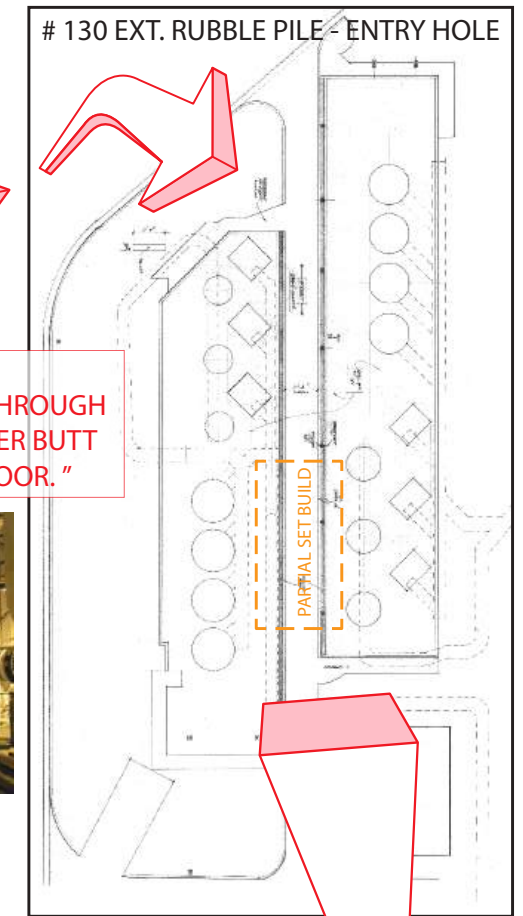 # 130 EXT. RUBBLE PILE - ENTRY HOLE
HROUGH
ER BUTT
OOR. ”
PARTIAL SET BUILD